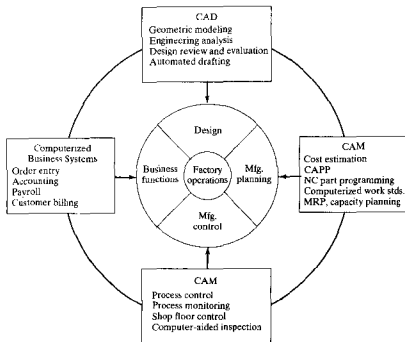 CAD
Geometric modeling
Engineering analysis
Design review and evaluation
Automated drafting
Computerized
Business Systems
Order entry
Accounting
Payroll
Customer billing
Design
Business
functions
Factory
operations
Mfg.
planning
Mfg.
control
CAM
Cost estimation
CAPP
NC part programming
Computerized work stds.
MRP, capacity planning
CAM
Process control
Process monitoring
Shop floor control
Computer-aided inspection